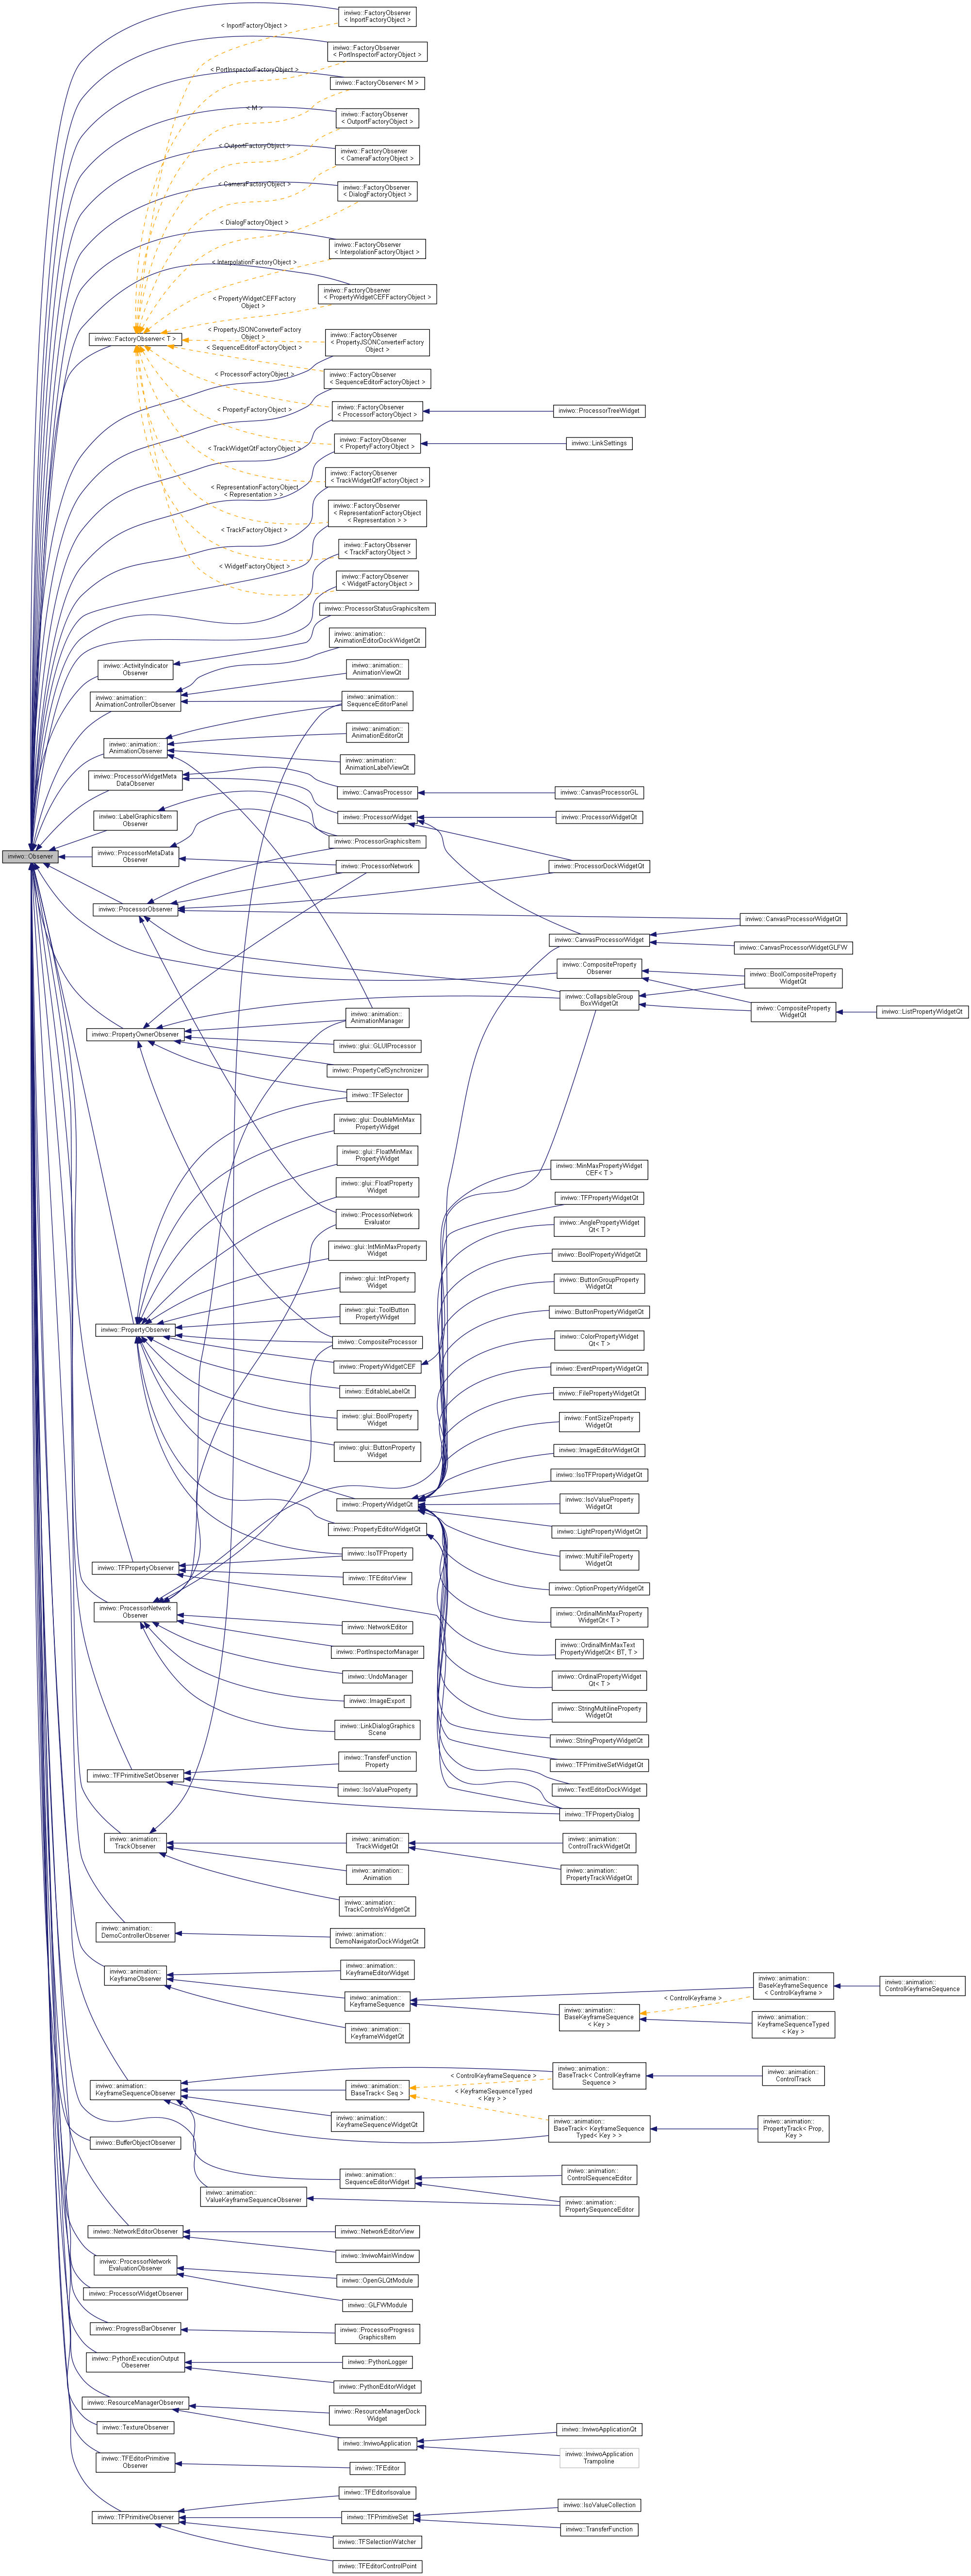 inviwo::FactoryObserver
< InportFactoryObject >
< InportFactoryObject >
inviwo::FactoryObserver
< PortInspectorFactoryObject >
< PortInspectorFactoryObject >
inviwo::FactoryObserver< M >
< M >
inviwo::FactoryObserver
< OutportFactoryObject >
< OutportFactoryObject >
inviwo::FactoryObserver
< CameraFactoryObject >
< CameraFactoryObject >
inviwo::FactoryObserver
< DialogFactoryObject >
< DialogFactoryObject >
inviwo::FactoryObserver
< InterpolationFactoryObject >
< InterpolationFactoryObject >
inviwo::FactoryObserver
< PropertyWidgetCEFFactoryObject >
< PropertyWidgetCEFFactory
Object >
inviwo::FactoryObserver< T >
< PropertyJSONConverterFactory
Object >
inviwo::FactoryObserver
< PropertyJSONConverterFactory
Object >
< SequenceEditorFactoryObject >
inviwo::FactoryObserver
< SequenceEditorFactoryObject >
< ProcessorFactoryObject >
inviwo::FactoryObserver
< ProcessorFactoryObject >
inviwo::ProcessorTreeWidget
< PropertyFactoryObject >
inviwo::FactoryObserver
< PropertyFactoryObject >
inviwo::LinkSettings
< TrackWidgetQtFactoryObject >
inviwo::FactoryObserver
< TrackWidgetQtFactoryObject >
< RepresentationFactoryObject
< Representation > >
inviwo::FactoryObserver
< RepresentationFactoryObject
< Representation > >
< TrackFactoryObject >
inviwo::FactoryObserver
< TrackFactoryObject >
< WidgetFactoryObject >
inviwo::FactoryObserver
< WidgetFactoryObject >
inviwo::ProcessorStatusGraphicsItem
inviwo::animation::
AnimationEditorDockWidgetQt
inviwo::ActivityIndicator
Observer
inviwo::animation::
AnimationViewQt
inviwo::animation::
AnimationControllerObserver
inviwo::animation::
SequenceEditorPanel
inviwo::animation::
AnimationEditorQt
inviwo::animation::
AnimationObserver
inviwo::animation::
AnimationLabelViewQt
inviwo::ProcessorWidgetMeta
DataObserver
inviwo::CanvasProcessor
inviwo::CanvasProcessorGL
inviwo::LabelGraphicsItem
Observer
inviwo::ProcessorWidget
inviwo::ProcessorWidgetQt
inviwo::ProcessorGraphicsItem
inviwo::Observer
inviwo::ProcessorMetaData
Observer
inviwo::ProcessorNetwork
inviwo::ProcessorDockWidgetQt
inviwo::ProcessorObserver
inviwo::CanvasProcessorWidgetQt
inviwo::CanvasProcessorWidget
inviwo::CanvasProcessorWidgetGLFW
inviwo::CompositeProperty
Observer
inviwo::BoolCompositeProperty
WidgetQt
inviwo::CollapsibleGroup
BoxWidgetQt
inviwo::CompositeProperty
WidgetQt
inviwo::ListPropertyWidgetQt
inviwo::animation::
AnimationManager
inviwo::PropertyOwnerObserver
inviwo::glui::GLUIProcessor
inviwo::PropertyCefSynchronizer
inviwo::TFSelector
inviwo::glui::DoubleMinMax
PropertyWidget
inviwo::glui::FloatMinMax
PropertyWidget
inviwo::MinMaxPropertyWidget
CEF< T >
inviwo::glui::FloatProperty
Widget
inviwo::TFPropertyWidgetQt
inviwo::ProcessorNetwork
Evaluator
inviwo::AnglePropertyWidget
Qt< T >
inviwo::glui::IntMinMaxProperty
Widget
inviwo::BoolPropertyWidgetQt
inviwo::glui::IntProperty
Widget
inviwo::ButtonGroupProperty
WidgetQt
inviwo::glui::ToolButton
PropertyWidget
inviwo::ButtonPropertyWidgetQt
inviwo::PropertyObserver
inviwo::CompositeProcessor
inviwo::ColorPropertyWidget
Qt< T >
inviwo::PropertyWidgetCEF
inviwo::EventPropertyWidgetQt
inviwo::EditableLabelQt
inviwo::FilePropertyWidgetQt
inviwo::glui::BoolProperty
Widget
inviwo::FontSizeProperty
WidgetQt
inviwo::glui::ButtonProperty
Widget
inviwo::ImageEditorWidgetQt
inviwo::IsoTFPropertyWidgetQt
inviwo::PropertyWidgetQt
inviwo::IsoValueProperty
WidgetQt
inviwo::PropertyEditorWidgetQt
inviwo::LightPropertyWidgetQt
inviwo::IsoTFProperty
inviwo::MultiFileProperty
WidgetQt
inviwo::TFPropertyObserver
inviwo::TFEditorView
inviwo::OptionPropertyWidgetQt
inviwo::ProcessorNetwork
Observer
inviwo::OrdinalMinMaxProperty
WidgetQt< T >
inviwo::NetworkEditor
inviwo::PortInspectorManager
inviwo::OrdinalMinMaxText
PropertyWidgetQt< BT, T >
inviwo::UndoManager
inviwo::OrdinalPropertyWidget
Qt< T >
inviwo::ImageExport
inviwo::StringMultilineProperty
WidgetQt
inviwo::LinkDialogGraphics
Scene
inviwo::StringPropertyWidgetQt
inviwo::TransferFunction
Property
inviwo::TFPrimitiveSetWidgetQt
inviwo::TFPrimitiveSetObserver
inviwo::IsoValueProperty
inviwo::TextEditorDockWidget
inviwo::TFPropertyDialog
inviwo::animation::
TrackObserver
inviwo::animation::
TrackWidgetQt
inviwo::animation::
ControlTrackWidgetQt
inviwo::animation::
Animation
inviwo::animation::
PropertyTrackWidgetQt
inviwo::animation::
TrackControlsWidgetQt
inviwo::animation::
DemoControllerObserver
inviwo::animation::
DemoNavigatorDockWidgetQt
inviwo::animation::
KeyframeObserver
inviwo::animation::
KeyframeEditorWidget
inviwo::animation::
KeyframeSequence
inviwo::animation::
BaseKeyframeSequence
< ControlKeyframe >
inviwo::animation::
ControlKeyframeSequence
< ControlKeyframe >
inviwo::animation::
BaseKeyframeSequence
< Key >
inviwo::animation::
KeyframeSequenceTyped
< Key >
inviwo::animation::
KeyframeWidgetQt
inviwo::animation::
KeyframeSequenceObserver
< ControlKeyframeSequence >
inviwo::animation::
BaseTrack< ControlKeyframe
Sequence >
inviwo::animation::
ControlTrack
inviwo::animation::
BaseTrack< Seq >
< KeyframeSequenceTyped
< Key > >
inviwo::animation::
KeyframeSequenceWidgetQt
inviwo::animation::
BaseTrack< KeyframeSequence
Typed< Key > >
inviwo::animation::
PropertyTrack< Prop,
Key >
inviwo::BufferObjectObserver
inviwo::animation::
SequenceEditorWidget
inviwo::animation::
ControlSequenceEditor
inviwo::animation::
ValueKeyframeSequenceObserver
inviwo::animation::
PropertySequenceEditor
inviwo::NetworkEditorObserver
inviwo::NetworkEditorView
inviwo::InviwoMainWindow
inviwo::ProcessorNetwork
EvaluationObserver
inviwo::OpenGLQtModule
inviwo::ProcessorWidgetObserver
inviwo::GLFWModule
inviwo::ProgressBarObserver
inviwo::ProcessorProgress
GraphicsItem
inviwo::PythonExecutionOutput
Obeserver
inviwo::PythonLogger
inviwo::PythonEditorWidget
inviwo::ResourceManagerObserver
inviwo::ResourceManagerDock
Widget
inviwo::TextureObserver
inviwo::InviwoApplication
inviwo::InviwoApplicationQt
inviwo::InviwoApplication
Trampoline
inviwo::TFEditorPrimitive
Observer
inviwo::TFEditor
inviwo::TFEditorIsovalue
inviwo::TFPrimitiveObserver
inviwo::TFPrimitiveSet
inviwo::IsoValueCollection
inviwo::TransferFunction
inviwo::TFSelectionWatcher
inviwo::TFEditorControlPoint